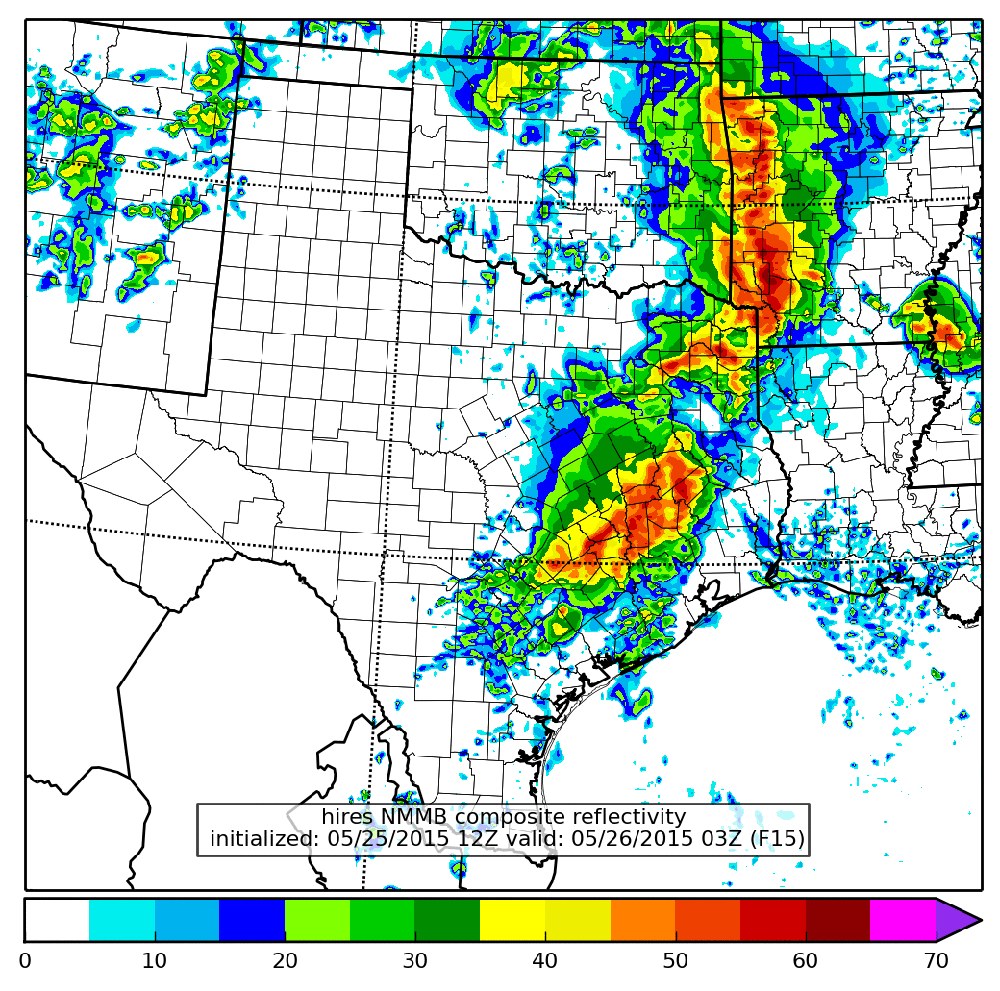 hires NMMB composite reflectivity
initialized: 05/25/2015 12Z valid: 05/26/2015 03Z (F15)
0 10 20 30 40 50 60 70